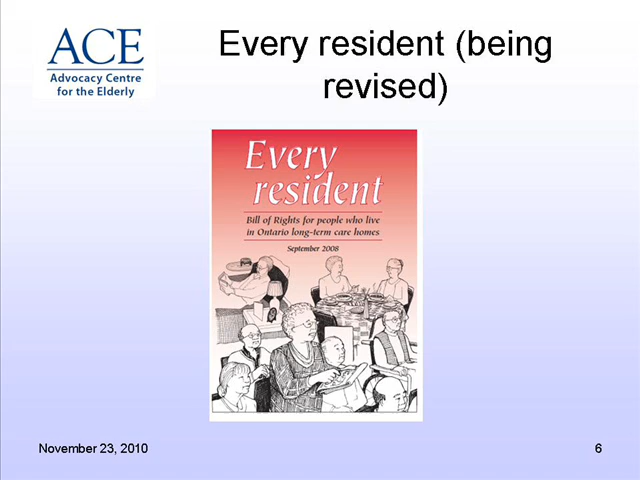 ACE
Advocacy Centre
for the Elderly
Every resident (being
revised)
Every
resident
Bill of Rights for people who live
in Ontario long-term care homes
September 2008
November 23, 2010
6